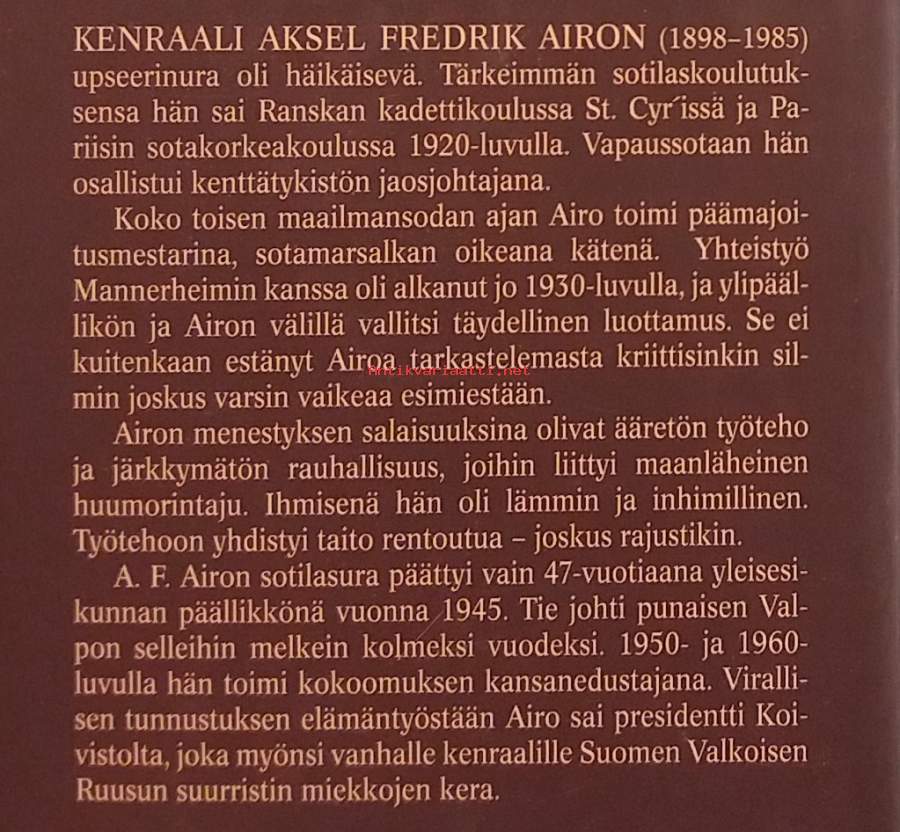 KENRAALI AKSEL FREDRIK AIRON (1898–1985)
upseerinura oli häikäisevä. Tärkeimmän sotilaskoulutuk-
sensa hän sai Ranskan kadettikoulussa St. Cyr´issä ja Pa-
riisin sotakorkeakoulussa 1920-luvulla. Vapaussotaan hän
osallistui kenttätykistön jaosjohtajana.
Koko toisen maailmansodan ajan Airo toimi päämajoi-
tusmestarina, sotamarsalkan oikeana kätenä. Yhteistyö
Mannerheimin kanssa oli alkanut jo 1930-luvulla, ja ylipääl-
likön ja Airon välillä vallitsi täydellinen luottamus. Se ei
kuitenkaan estänyt Airoa tarkastelemasta kriittisinkin sil-
Antikvariaatti.net
min joskus varsin vaikeaa esimiestään.
Airon menestyksen salaisuuksina olivat ääretön työteho
ja järkkymätön rauhallisuus, joihin liittyi maanläheinen
huumorintaju. Ihmisenä hän oli lämmin ja inhimillinen.
Työtehoon yhdistyi taito rentoutua – joskus rajustikin.
A. F. Airon sotilasura päättyi vain 47-vuotiaana yleisesi-
kunnan päällikkönä vuonna 1945. Tie johti punaisen Val-
pon selleihin melkein kolmeksi vuodeksi. 1950- ja 1960-
luvulla hän toimi kokoomuksen kansanedustajana. Viralli-
sen tunnustuksen elämäntyöstään Airo sai presidentti Koi-
vistolta, joka myönsi vanhalle kenraalille Suomen Valkoisen
Ruusun suurristin miekkojen kera.